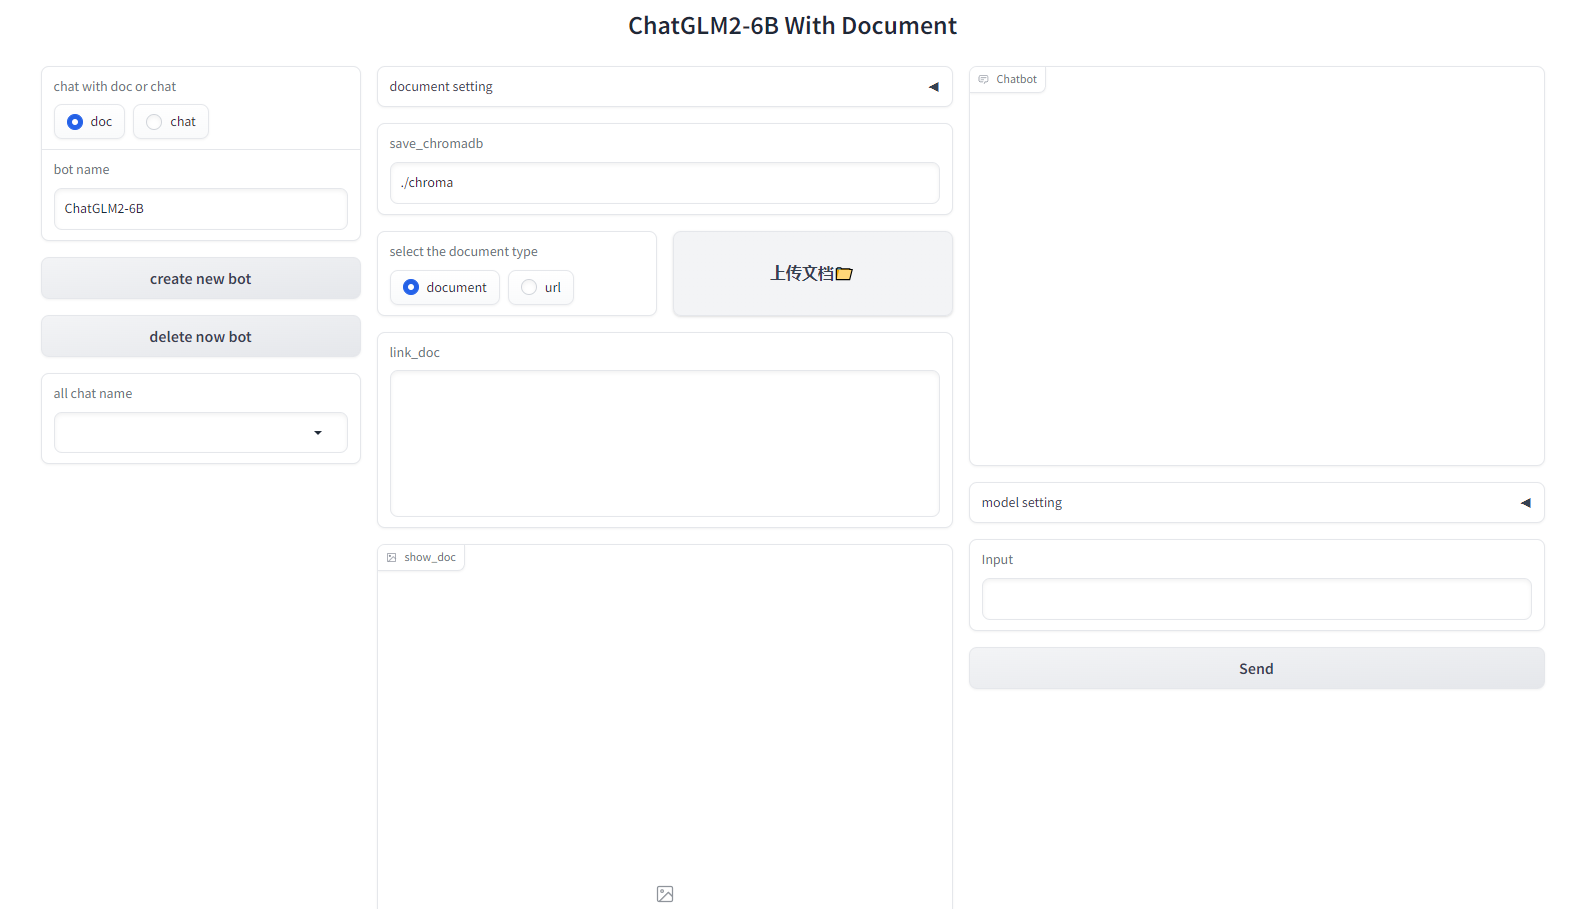 ChatGLM2-6B With Document
chat with doc or chat
doc
chat
bot name
ChatGLM2-6B
create new bot
delete now bot
all chat name
document setting
save_chromadb
./chroma
select the document type
document
url
上传文档📁
link_doc
show_doc
Chatbot
model setting
Input
Send